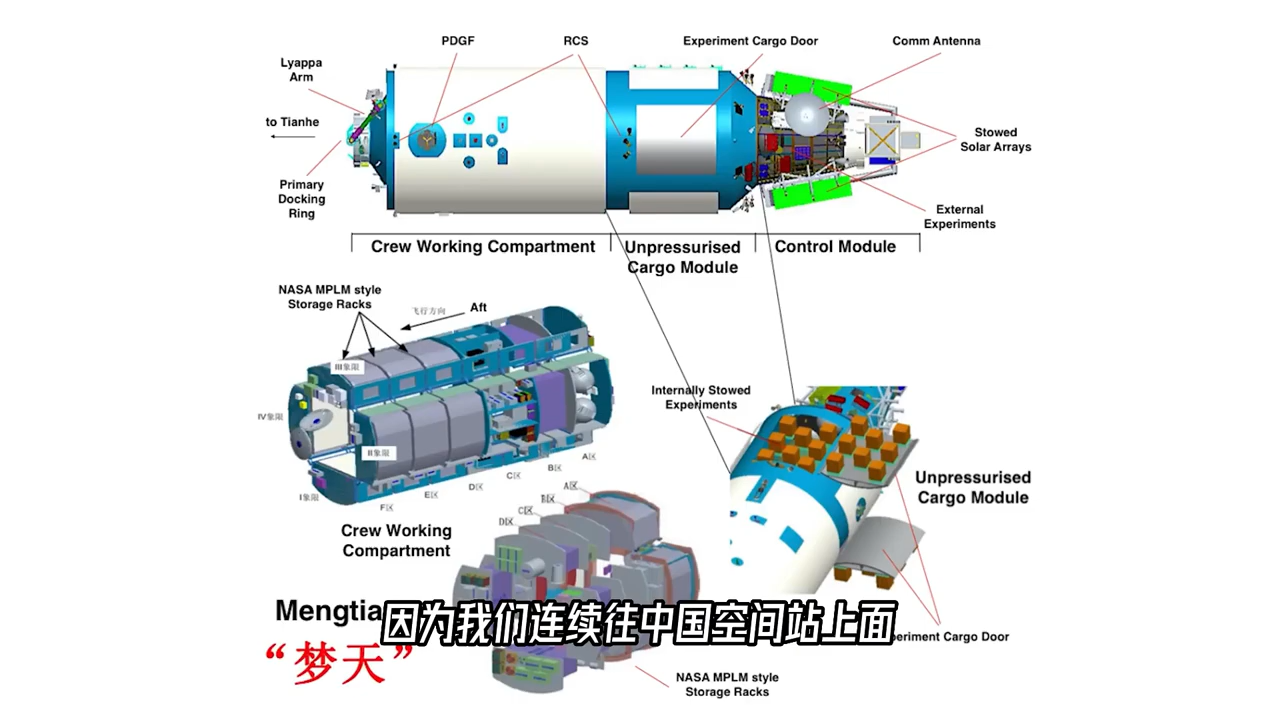 PDGF
RCS
Experiment Cargo Door
Comm Antenna
Lyappa
Arm
to Tianhe
Primary
Docking
Ring
Stowed
Solar Arrays
External
Experiments
Crew Working Compartment
Unpressurised
Cargo Module
Control Module
NASA MPLM style
Storage Racks
飞行方向
Aft
III象限
IV象限
II象限
I象限
A区
B区
C区
D区
E区
F区
Crew Working
Compartment
Internally Stowed
Experiments
Unpressurised
Cargo Module
A区
B区
C区
D区
Mengtia
因为我们连续往中国空间站上面
periment Cargo Door
“梦天”
NASA MPLM style
Storage Racks